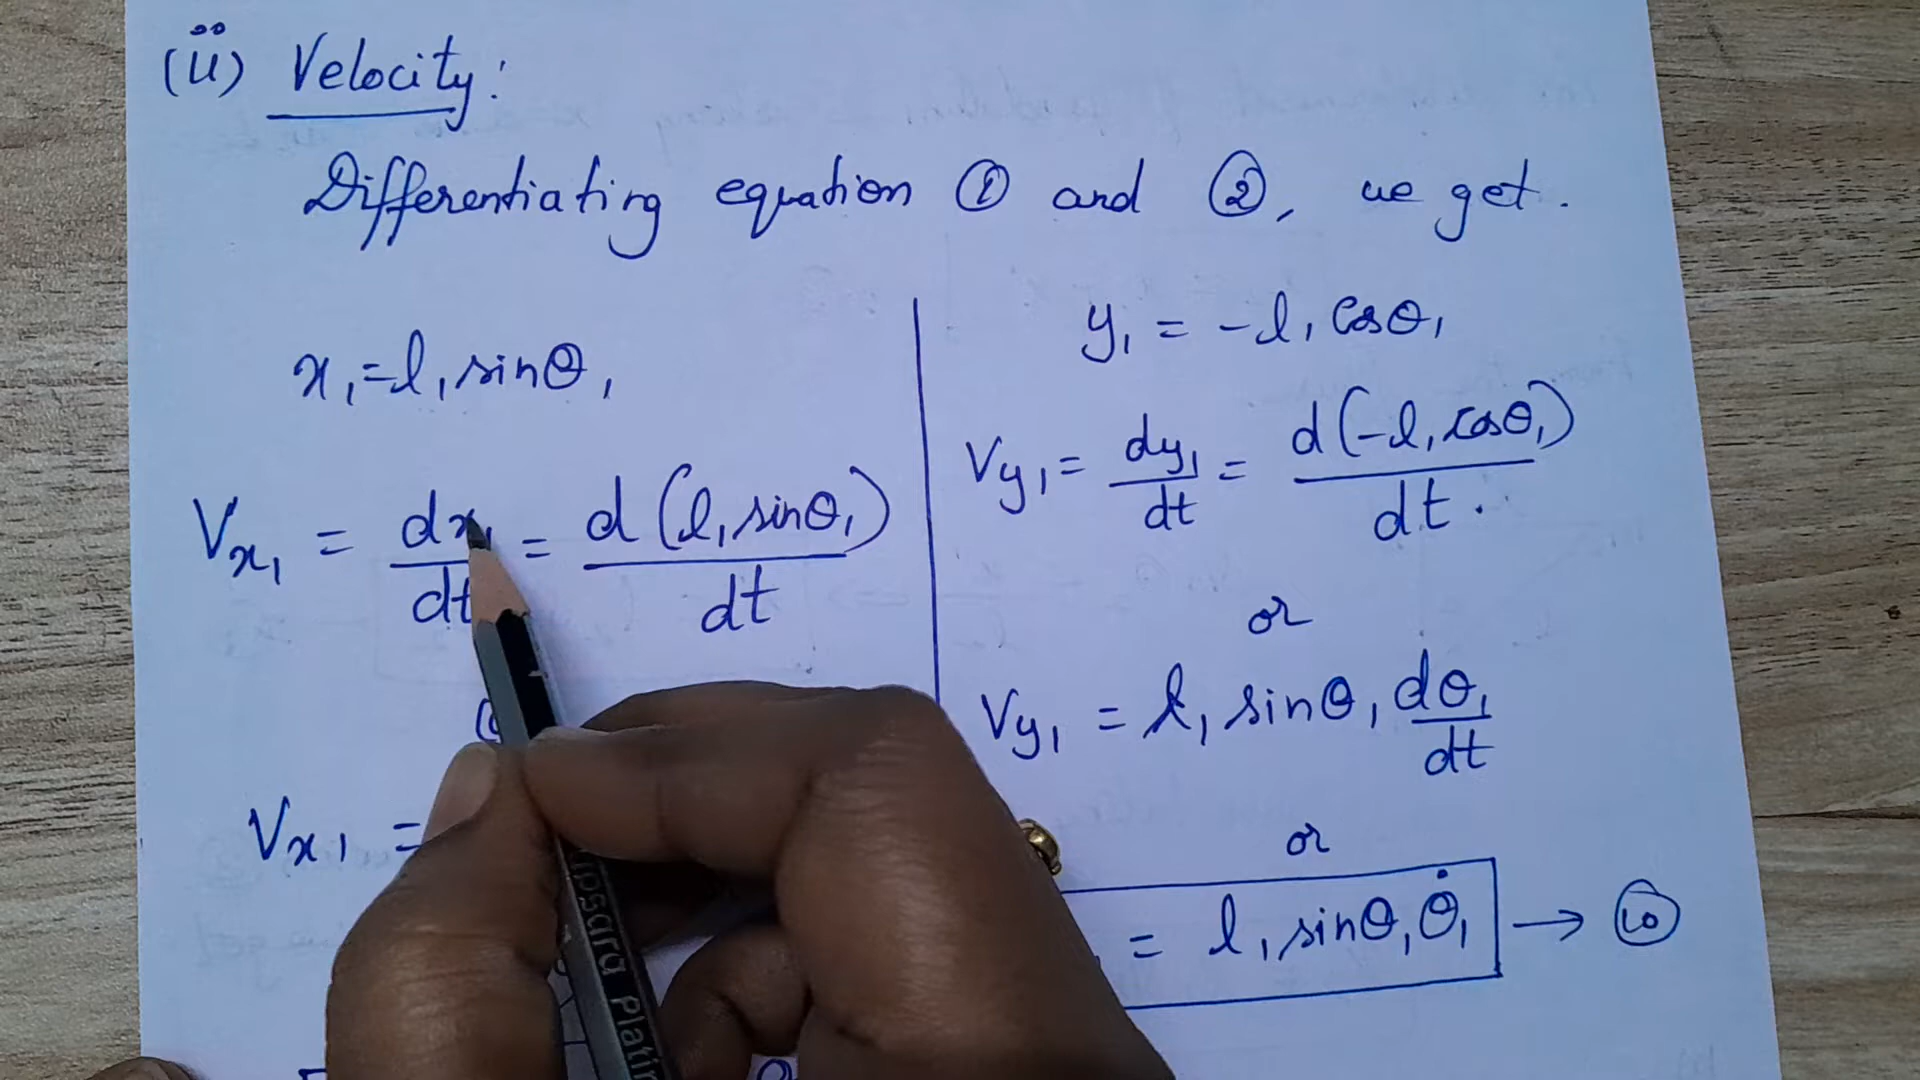 (ii) Velocity:
Differentiating equation ① and ②, we get.
x₁ = l₁ sinθ₁
Vx₁ = dx₁/dt = d(l₁ sinθ₁)/dt
Vx₁ =
y₁ = -l₁ cosθ₁
Vy₁ = dy₁/dt = d(-l₁ cosθ₁)/dt.
or
Vy₁ = l₁ sinθ₁ dθ₁/dt
or
= l₁ sinθ₁ θ̇₁ → ⑩
Apsara Plati